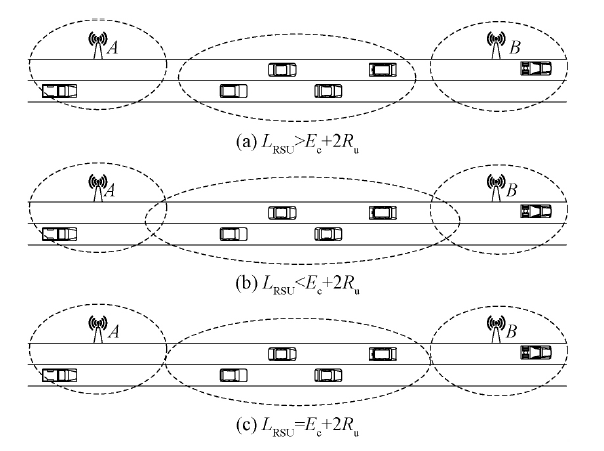 A B
(a) L_RSU>E_c+2R_u
A B
(b) L_RSU<E_c+2R_u
A B
(c) L_RSU=E_c+2R_u